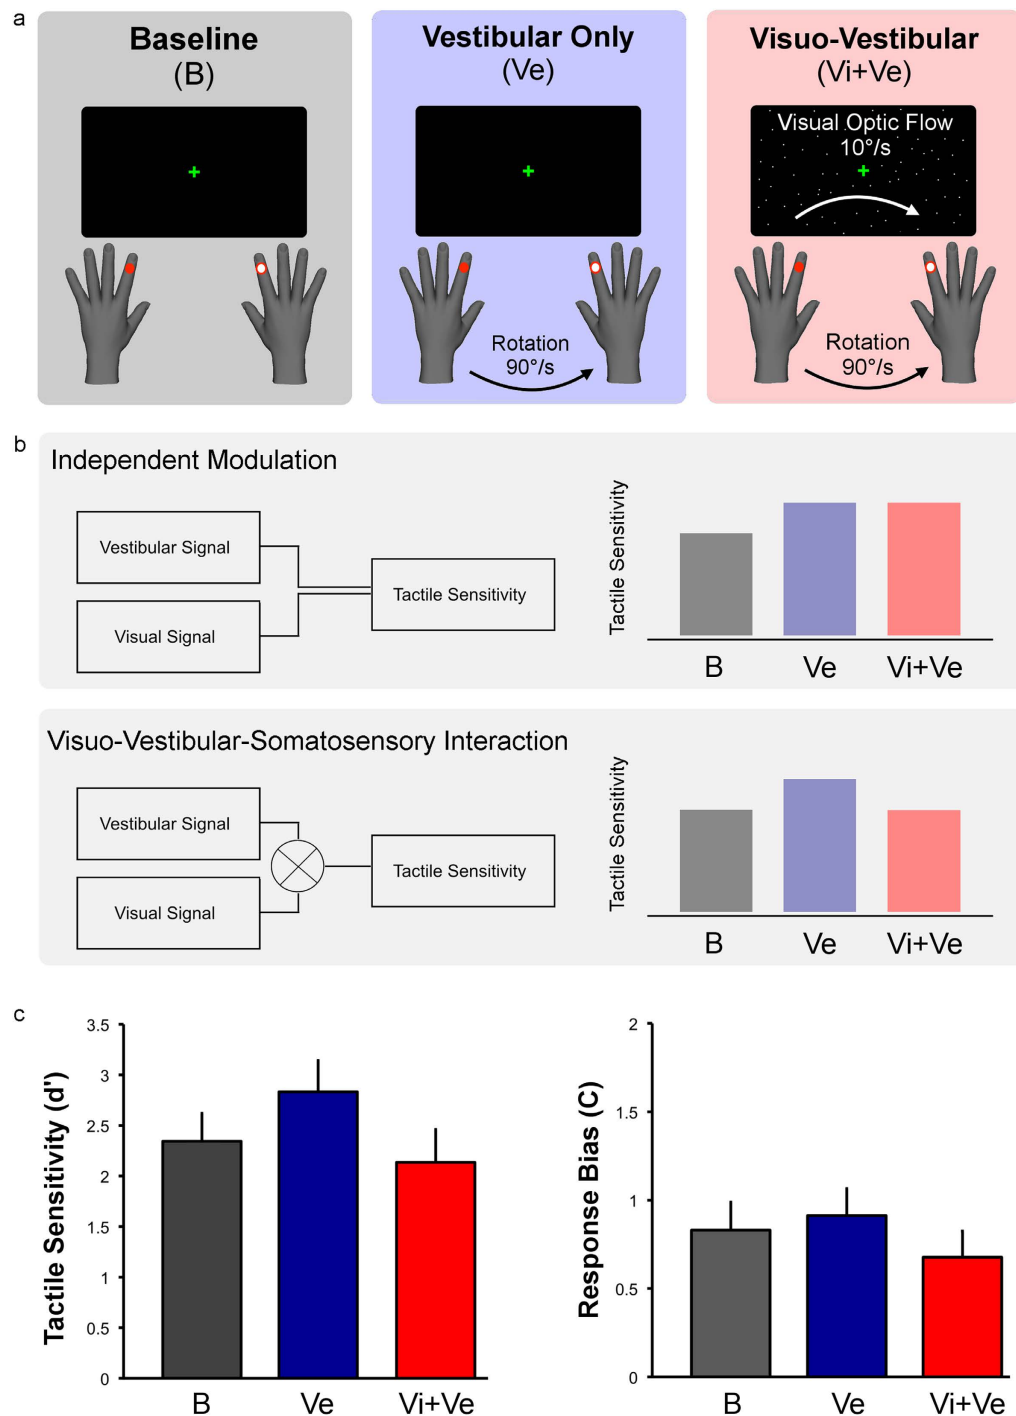 a
Baseline
(B)
Vestibular Only
(Ve)
Rotation
90°/s
Visuo-Vestibular
(Vi+Ve)
Visual Optic Flow
10°/s
Rotation
90°/s
b
Independent Modulation
Vestibular Signal
Visual Signal
Tactile Sensitivity
Tactile Sensitivity
B
Ve
Vi+Ve
Visuo-Vestibular-Somatosensory Interaction
Vestibular Signal
Visual Signal
Tactile Sensitivity
Tactile Sensitivity
B
Ve
Vi+Ve
c
Tactile Sensitivity (d')
3.5
3
2.5
2
1.5
1
0.5
0
B
Ve
Vi+Ve
Response Bias (C)
2
1.5
1
0.5
0
B
Ve
Vi+Ve